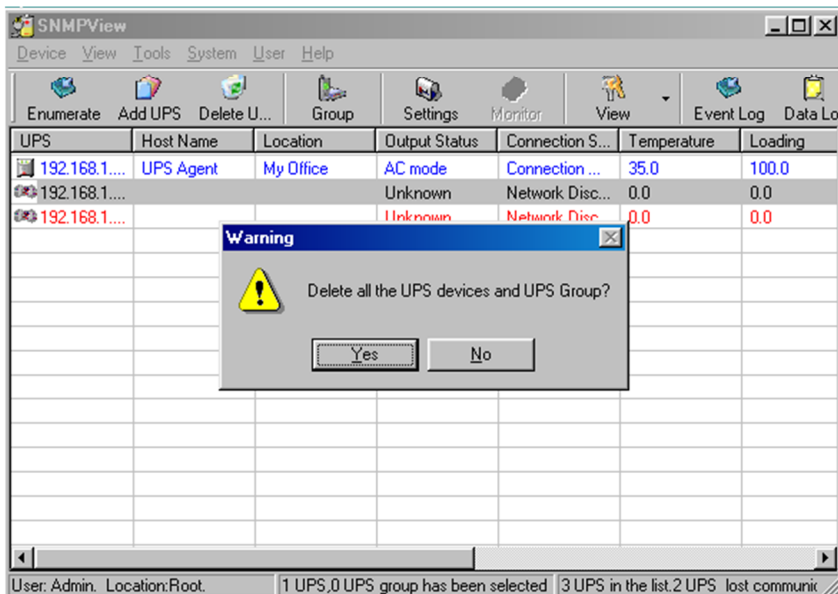 SNMPView
Device View Tools System User Help
Enumerate Add UPS Delete U... Group Settings Monitor View Event Log Data Lo
UPS Host Name Location Output Status Connection S... Temperature Loading
192.168.1.... UPS Agent My Office AC mode Connection ... 35.0 100.0
192.168.1.... Unknown Network Disc... 0.0 0.0
192.168.1.... Unknown Network Disc... 0.0 0.0
Warning
Delete all the UPS devices and UPS Group?
Yes No
User: Admin. Location:Root. 1 UPS,0 UPS group has been selected 3 UPS in the list.2 UPS lost communic